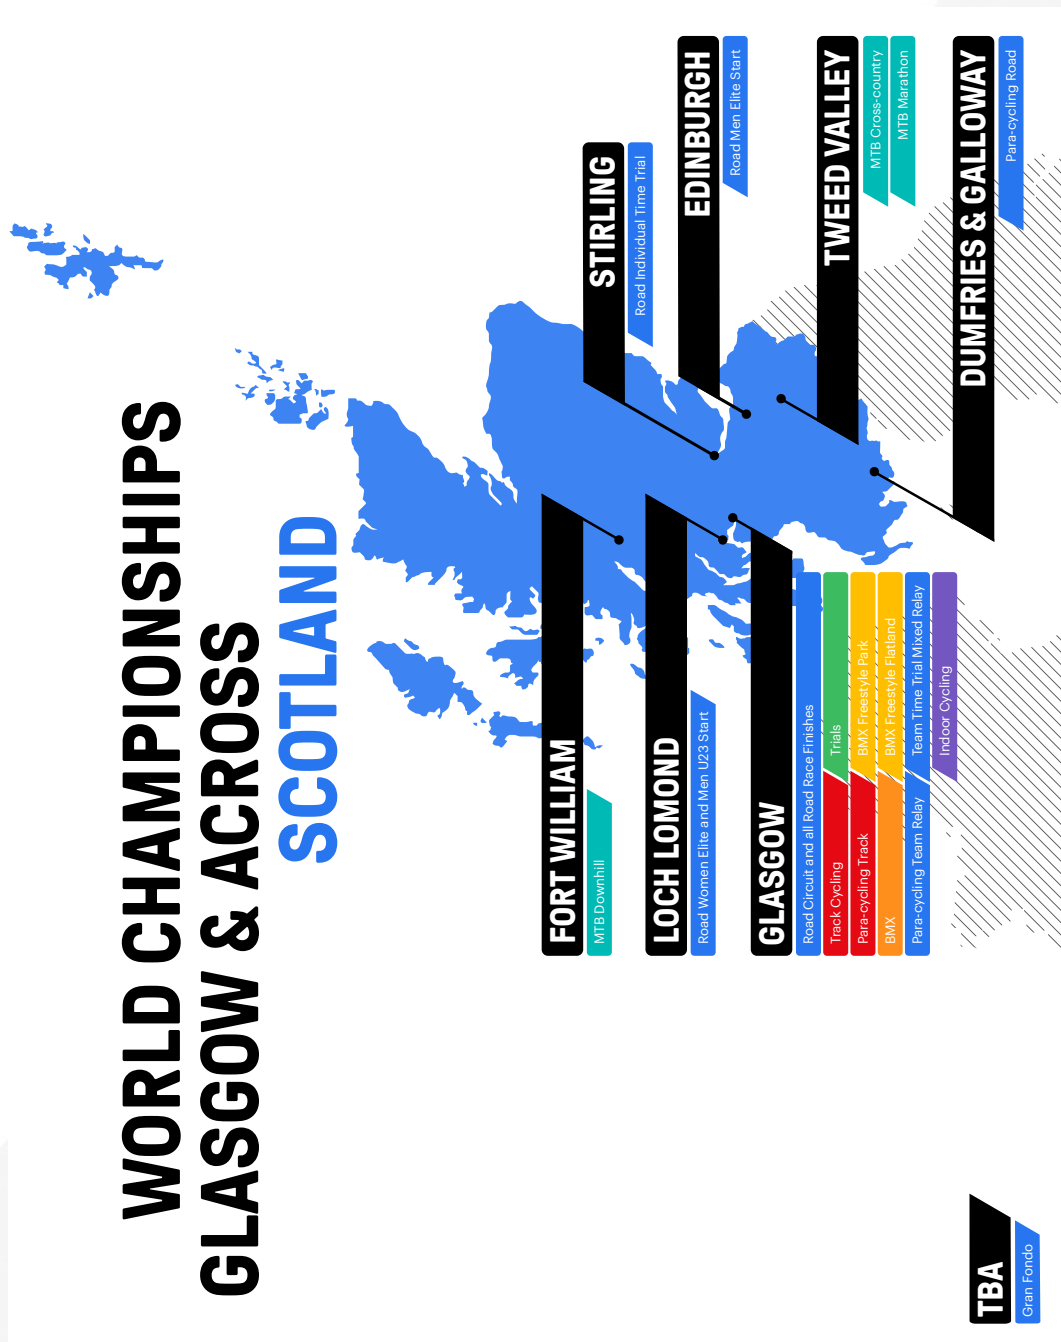 WORLD CHAMPIONSHIPS
GLASGOW & ACROSS
SCOTLAND
FORT WILLIAM
MTB Downhill
LOCH LOMOND
Road Women Elite and Men U23 Start
GLASGOW
Road Circuit and all Road Race Finishes
Track Cycling
Trials
Para-cycling Track
BMX Freestyle Park
BMX
BMX Freestyle Flatland
Para-cycling Team Relay
Team Time Trial Mixed Relay
Indoor Cycling
STIRLING
Road Individual Time Trial
EDINBURGH
Road Men Elite Start
TWEED VALLEY
MTB Cross-country
MTB Marathon
DUMFRIES & GALLOWAY
Para-cycling Road
TBA
Gran Fondo